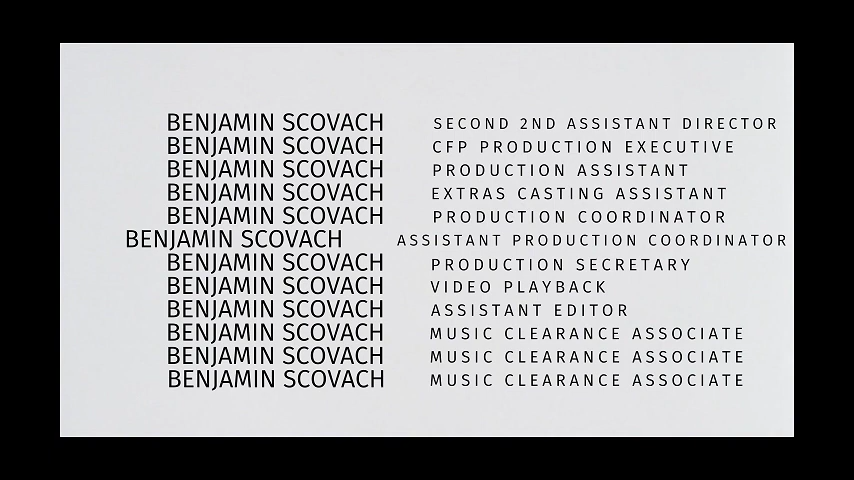 BENJAMIN SCOVACH SECOND 2ND ASSISTANT DIRECTOR
BENJAMIN SCOVACH CFP PRODUCTION EXECUTIVE
BENJAMIN SCOVACH PRODUCTION ASSISTANT
BENJAMIN SCOVACH EXTRAS CASTING ASSISTANT
BENJAMIN SCOVACH PRODUCTION COORDINATOR
BENJAMIN SCOVACH ASSISTANT PRODUCTION COORDINATOR
BENJAMIN SCOVACH PRODUCTION SECRETARY
BENJAMIN SCOVACH VIDEO PLAYBACK
BENJAMIN SCOVACH ASSISTANT EDITOR
BENJAMIN SCOVACH MUSIC CLEARANCE ASSOCIATE
BENJAMIN SCOVACH MUSIC CLEARANCE ASSOCIATE
BENJAMIN SCOVACH MUSIC CLEARANCE ASSOCIATE